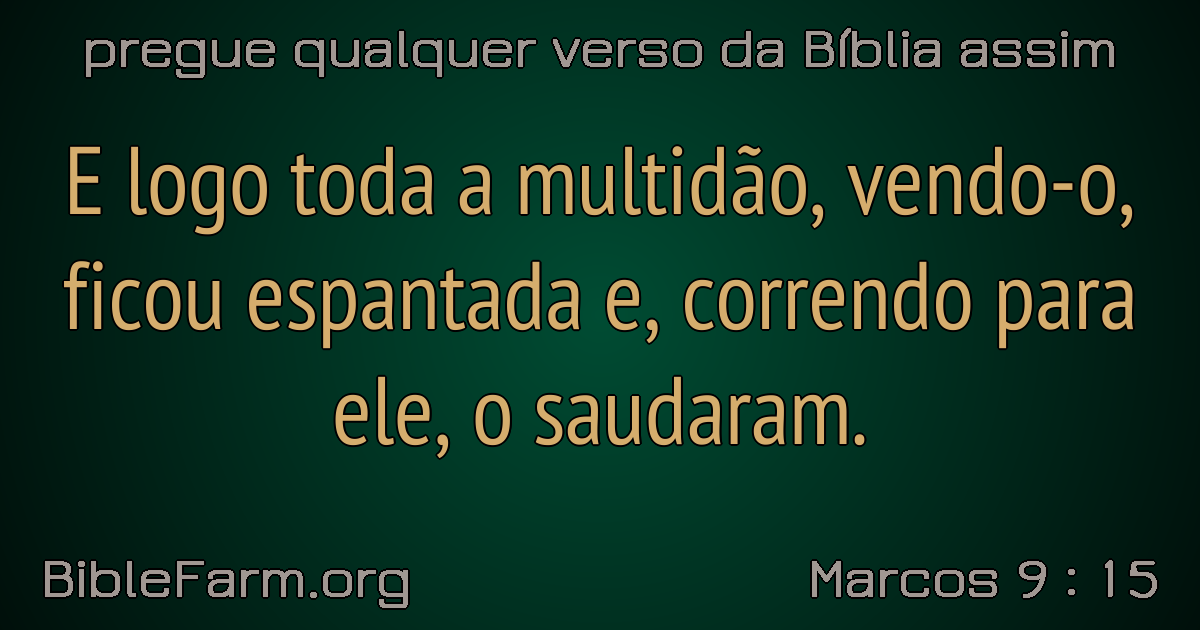 pregue qualquer verso da Bíblia assim
E logo toda a multidão, vendo-o,
ficou espantada e, correndo para
ele, o saudaram.
BibleFarm.org
Marcos 9 : 15